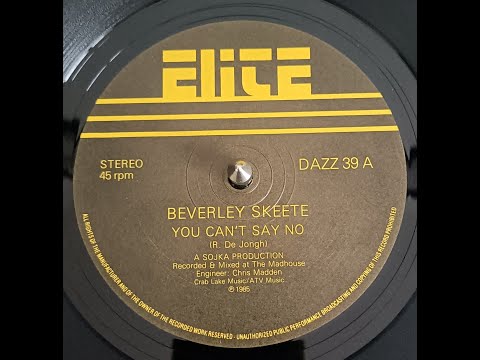 ELITE
STEREO
45 rpm
DAZZ 39 A
BEVERLEY SKEETE
YOU CAN'T SAY NO
(R. De Jongh)
A SOJKA PRODUCTION
Recorded & Mixed at The Madhouse
Engineer: Chris Madden
Crab Lake Music/ATV Music
℗1985
ALL RIGHTS OF THE MANUFACTURER AND OF THE OWNER OF THE RECORDED WORK RESERVED - UNAUTHORIZED PUBLIC PERFORMANCE BROADCASTING AND COPYING OF THIS RECORD PROHIBITED